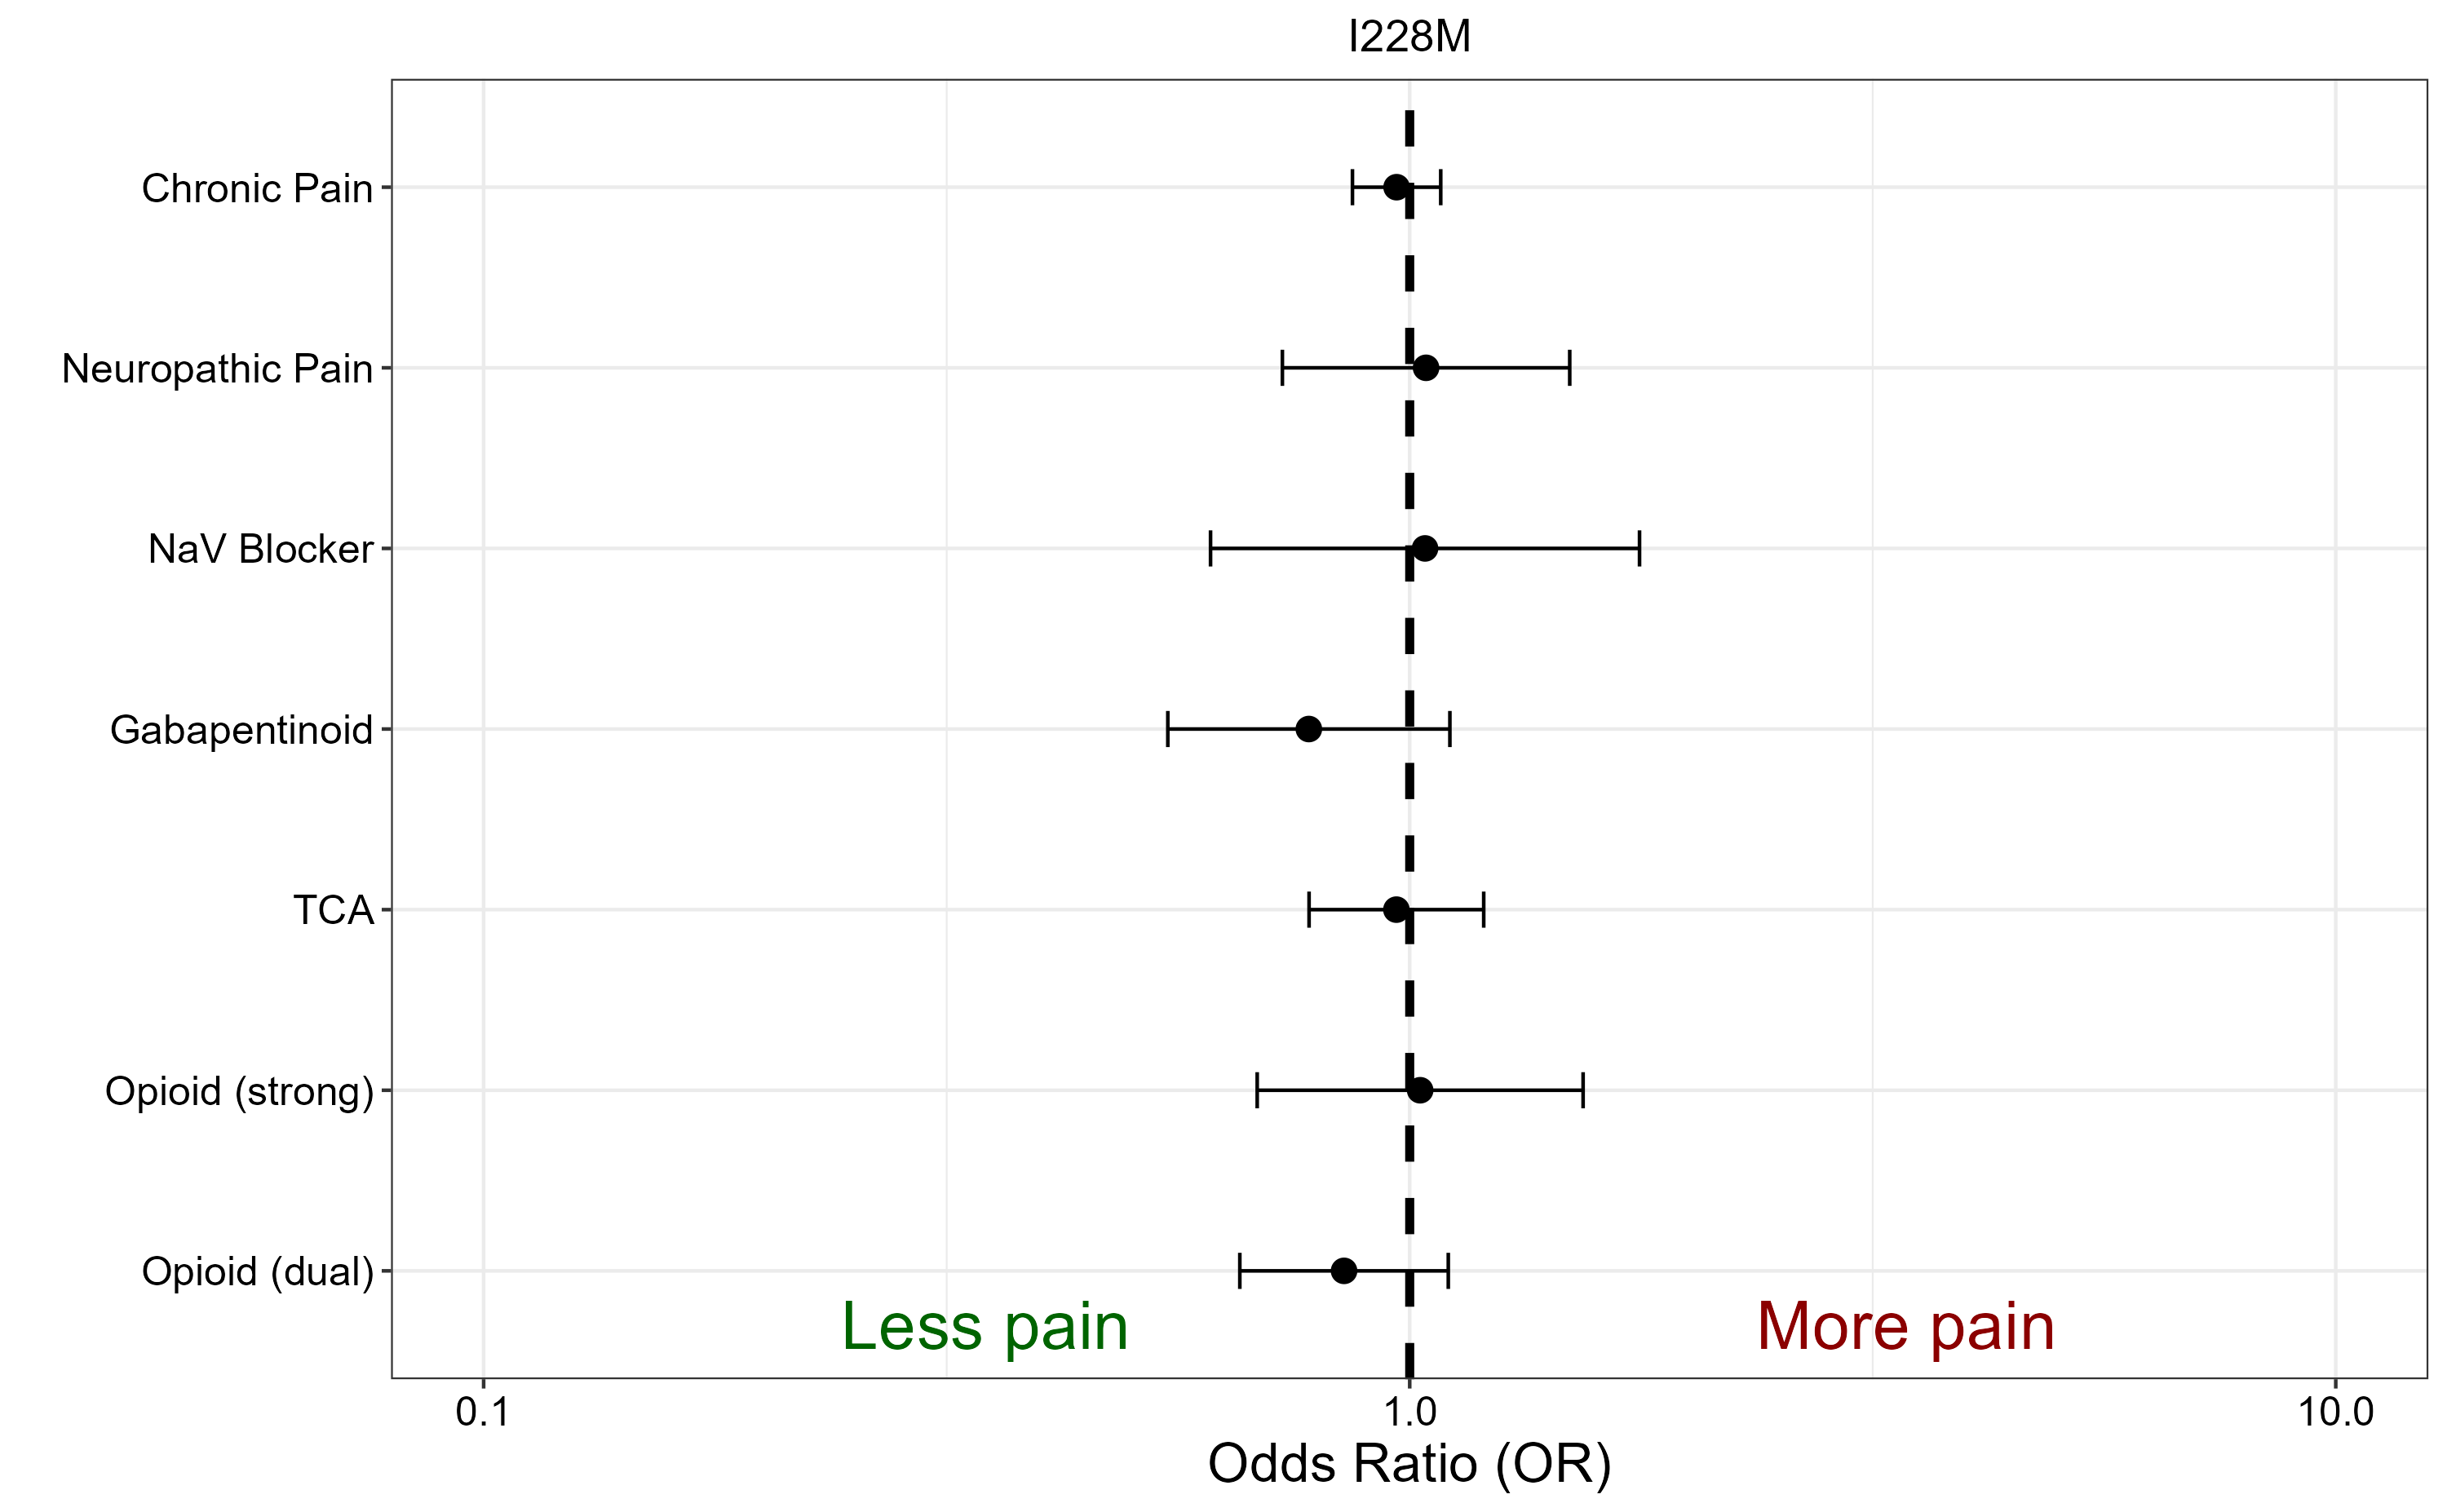 I228M
Chronic Pain
Neuropathic Pain
NaV Blocker
Gabapentinoid
TCA
Opioid (strong)
Opioid (dual)
Less pain
More pain
0.1
1.0
10.0
Odds Ratio (OR)